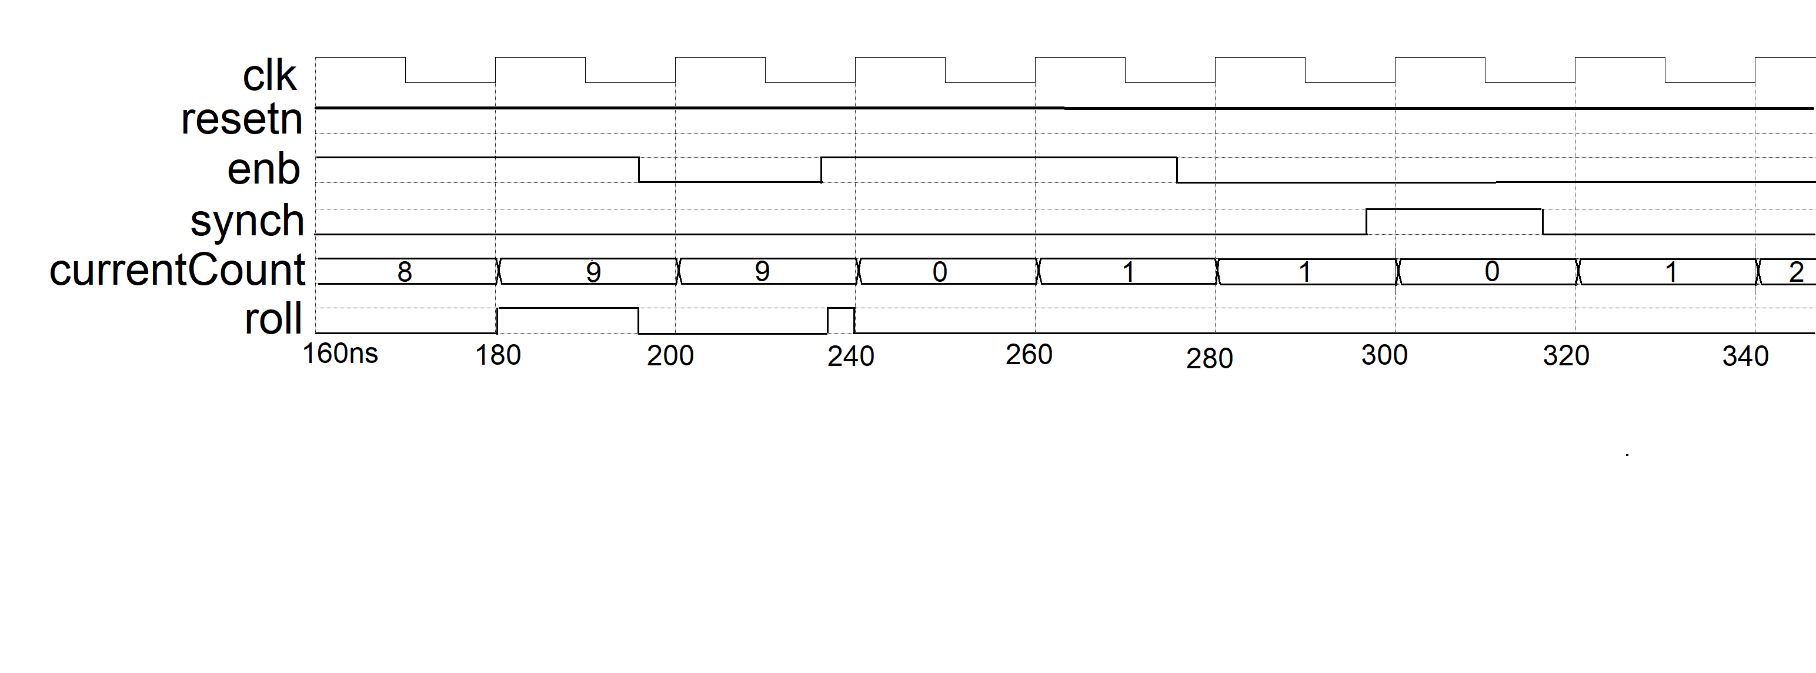 clk
resetn
enb
synch
currentCount 8 9 9 0 1 1 0 1 2
roll
160ns 180 200 240 260 280 300 320 340